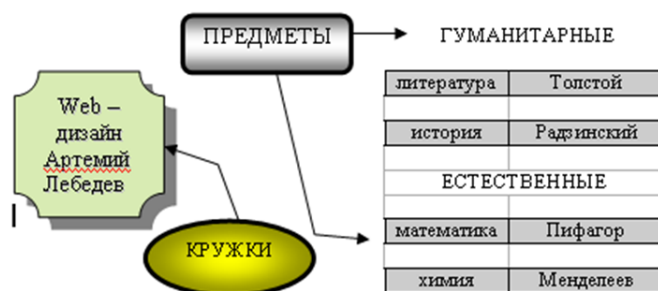 ПРЕДМЕТЫ
ГУМАНИТАРНЫЕ
литература Толстой
история Радзинский
ЕСТЕСТВЕННЫЕ
математика Пифагор
химия Менделеев
Web –
дизайн
Артемий
Лебедев
КРУЖКИ